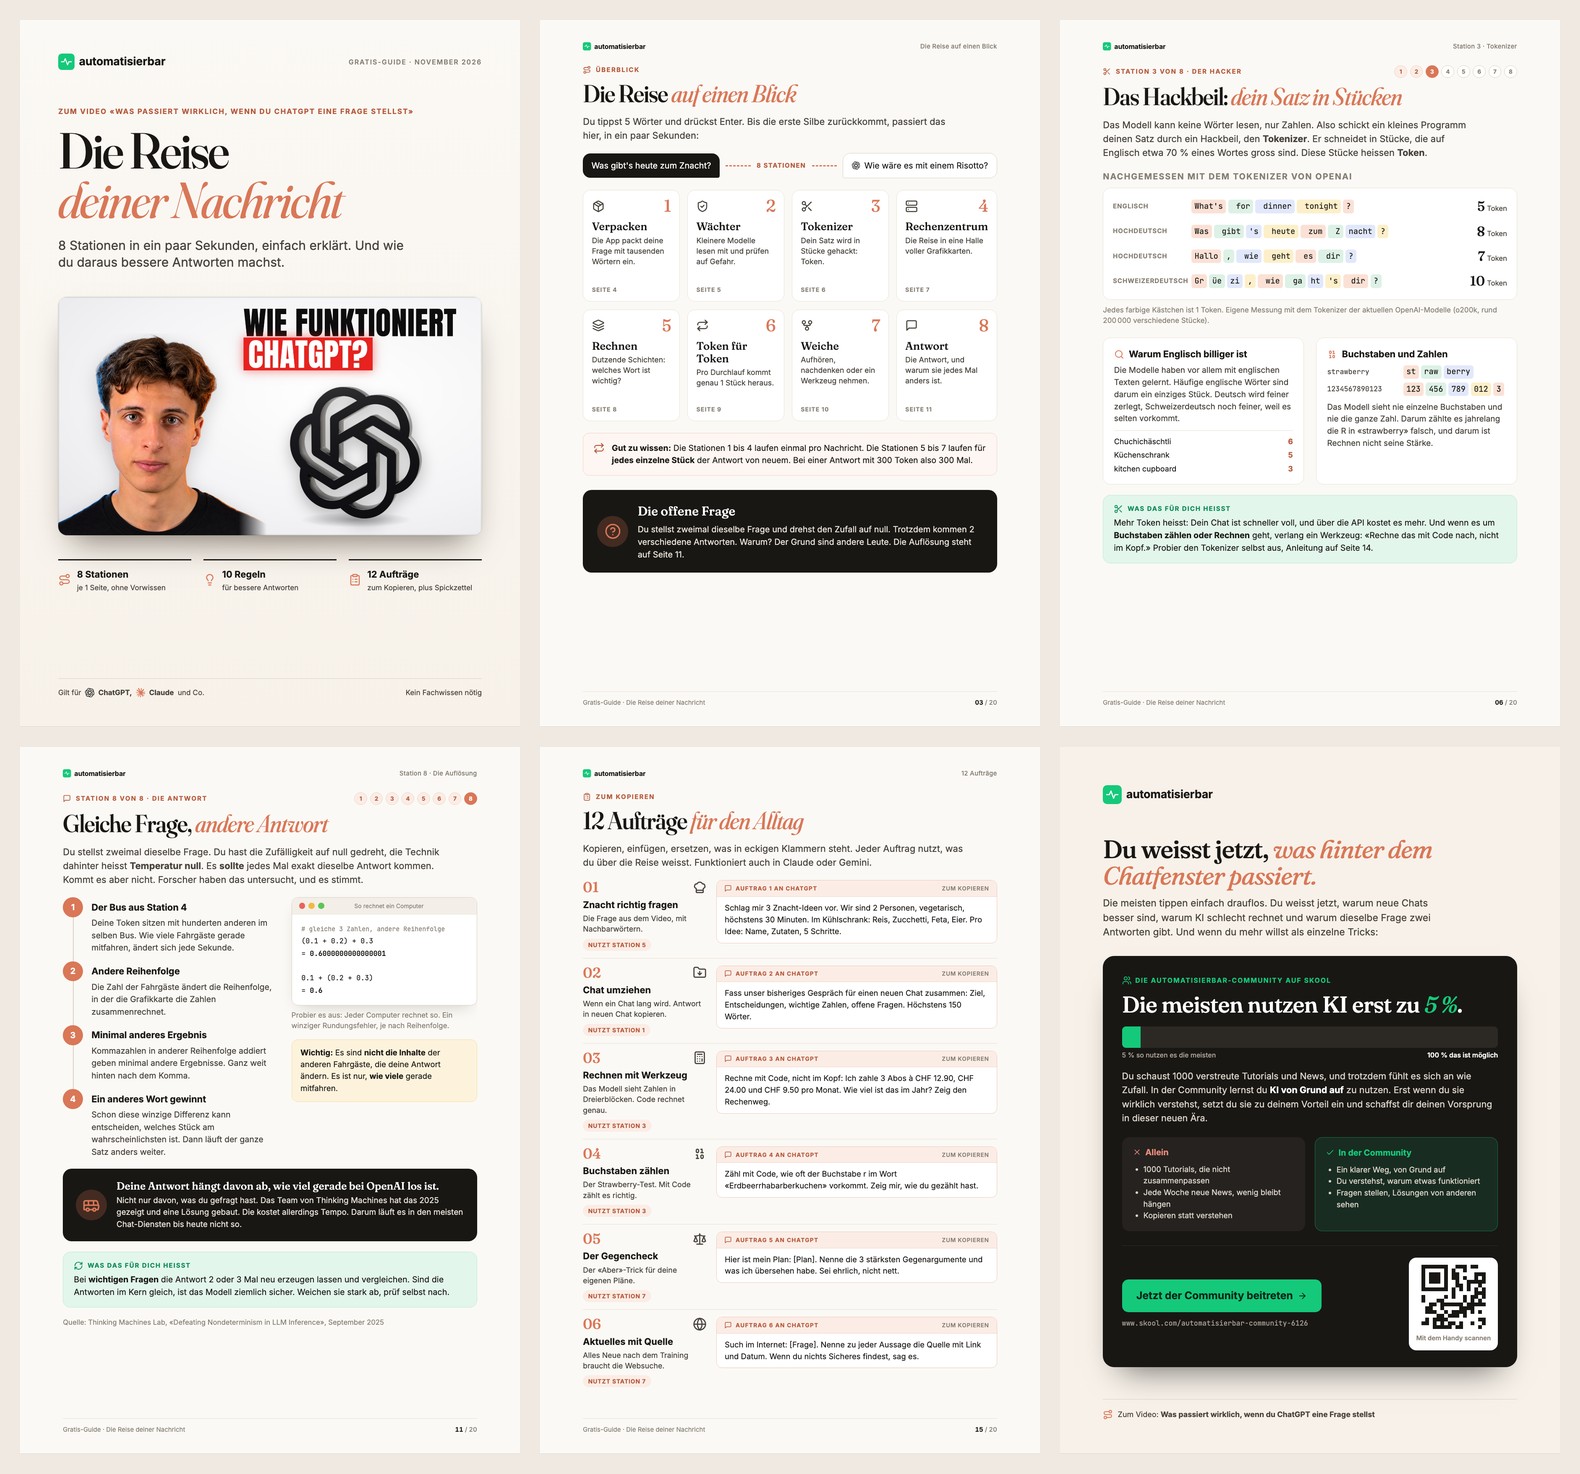 automatisierbar
GRATIS-GUIDE · NOVEMBER 2026
ZUM VIDEO «WAS PASSIERT WIRKLICH, WENN DU CHATGPT EINE FRAGE STELLST»
Die Reise
deiner Nachricht
8 Stationen in ein paar Sekunden, einfach erklärt. Und wie
du daraus bessere Antworten machst.
WIE FUNKTIONIERT
CHATGPT?
8 Stationen
je 1 Seite, ohne Vorwissen
10 Regeln
für bessere Antworten
12 Aufträge
zum Kopieren, plus Spickzettel
Gilt für ChatGPT, Claude und Co.
Kein Fachwissen nötig
automatisierbar
Die Reise auf einen Blick
ÜBERBLICK
Die Reise auf einen Blick
Du tippst 5 Wörter und drückst Enter. Bis die erste Silbe zurückkommt, passiert das
hier, in ein paar Sekunden:
Was gibt's heute zum Znacht?
8 STATIONEN
Wie wäre es mit einem Risotto?
1
Verpacken
Die App packt deine
Frage mit tausenden
Wörtern ein.
SEITE 4
2
Wächter
Kleinere Modelle
lesen mit und prüfen
auf Gefahr.
SEITE 5
3
Tokenizer
Dein Satz wird in
Stücke gehackt:
Token.
SEITE 6
4
Rechenzentrum
Die Reise in eine Halle
voller Grafikkarten.
SEITE 7
5
Rechnen
Dutzende Schichten:
welches Wort ist
wichtig?
SEITE 8
6
Token für
Token
Pro Durchlauf kommt
genau 1 Stück heraus.
SEITE 9
7
Weiche
Aufhören,
nachdenken oder ein
Werkzeug nehmen.
SEITE 10
8
Antwort
Die Antwort, und
warum sie jedes Mal
anders ist.
SEITE 11
Gut zu wissen: Die Stationen 1 bis 4 laufen einmal pro Nachricht. Die Stationen 5 bis 7 laufen für
jedes einzelne Stück der Antwort von neuem. Bei einer Antwort mit 300 Token also 300 Mal.
Die offene Frage
Du stellst zweimal dieselbe Frage und drehst den Zufall auf null. Trotzdem kommen 2
verschiedene Antworten. Warum? Der Grund sind andere Leute. Die Auflösung steht
auf Seite 11.
Gratis-Guide · Die Reise deiner Nachricht
03 / 20
automatisierbar
Station 3 · Tokenizer
STATION 3 VON 8 · DER HACKER
1 2 3 4 5 6 7 8
Das Hackbeil: dein Satz in Stücken
Das Modell kann keine Wörter lesen, nur Zahlen. Also schickt ein kleines Programm
deinen Satz durch ein Hackbeil, den Tokenizer. Er schneidet in Stücke, die auf
Englisch etwa 70 % eines Wortes gross sind. Diese Stücke heissen Token.
NACHGEMESSEN MIT DEM TOKENIZER VON OPENAI
ENGLISCH What's for dinner tonight ? 5 Token
HOCHDEUTSCH Was gibt 's heute zum Z nacht ? 8 Token
HOCHDEUTSCH Hallo , wie geht es dir ? 7 Token
SCHWEIZERDEUTSCH Gr üe zi , wie ga ht 's dir ? 10 Token
Jedes farbige Kästchen ist 1 Token. Eigene Messung mit dem Tokenizer der aktuellen OpenAI-Modelle (o200k, rund
200 000 verschiedene Stücke).
Warum Englisch billiger ist
Die Modelle haben vor allem mit englischen
Texten gelernt. Häufige englische Wörter sind
darum ein einziges Stück. Deutsch wird feiner
zerlegt, Schweizerdeutsch noch feiner, weil es
selten vorkommt.
Chuchichäschtli 6
Küchenschrank 5
kitchen cupboard 3
Buchstaben und Zahlen
strawberry st raw berry
1234567890123 123 456 789 012 3
Das Modell sieht nie einzelne Buchstaben und
nie die ganze Zahl. Darum zählte es jahrelang
die R in «strawberry» falsch, und darum ist
Rechnen nicht seine Stärke.
WAS DAS FÜR DICH HEISST
Mehr Token heisst: Dein Chat ist schneller voll, und über die API kostet es mehr. Und wenn es um
Buchstaben zählen oder Rechnen geht, verlang ein Werkzeug: «Rechne das mit Code nach, nicht
im Kopf.» Probier den Tokenizer selbst aus, Anleitung auf Seite 14.
Gratis-Guide · Die Reise deiner Nachricht
06 / 20
automatisierbar
Station 8 · Die Auflösung
STATION 8 VON 8 · DIE ANTWORT
1 2 3 4 5 6 7 8
Gleiche Frage, andere Antwort
Du stellst zweimal dieselbe Frage. Du hast die Zufälligkeit auf null gedreht, die Technik
dahinter heisst Temperatur null. Es sollte jedes Mal exakt dieselbe Antwort kommen.
Kommt es aber nicht. Forscher haben das untersucht, und es stimmt.
1
Der Bus aus Station 4
Deine Token sitzen mit hunderten anderen im
selben Bus. Wie viele Fahrgäste gerade
mitfahren, ändert sich jede Sekunde.
2
Andere Reihenfolge
Die Zahl der Fahrgäste ändert die Reihenfolge,
in der die Grafikkarte die Zahlen
zusammenrechnet.
3
Minimal anderes Ergebnis
Kommazahlen in anderer Reihenfolge addiert
geben minimal andere Ergebnisse. Ganz weit
hinten nach dem Komma.
4
Ein anderes Wort gewinnt
Schon diese winzige Differenz kann
entscheiden, welches Stück am
wahrscheinlichsten ist. Dann läuft der ganze
Satz anders weiter.
So rechnet ein Computer
# gleiche 3 Zahlen, andere Reihenfolge
(0.1 + 0.2) + 0.3
= 0.6000000000000001
0.1 + (0.2 + 0.3)
= 0.6
Probier es aus: Jeder Computer rechnet so. Ein
winziger Rundungsfehler, je nach Reihenfolge.
Wichtig: Es sind nicht die Inhalte der
anderen Fahrgäste, die deine Antwort
ändern. Es ist nur, wie viele gerade
mitfahren.
Deine Antwort hängt davon ab, wie viel gerade bei OpenAI los ist.
Nicht nur davon, was du gefragt hast. Das Team von Thinking Machines hat das 2025
gezeigt und eine Lösung gebaut. Die kostet allerdings Tempo. Darum läuft es in den meisten
Chat-Diensten bis heute nicht so.
WAS DAS FÜR DICH HEISST
Bei wichtigen Fragen die Antwort 2 oder 3 Mal neu erzeugen lassen und vergleichen. Sind die
Antworten im Kern gleich, ist das Modell ziemlich sicher. Weichen sie stark ab, prüf selbst nach.
Quelle: Thinking Machines Lab, «Defeating Nondeterminism in LLM Inference», September 2025
Gratis-Guide · Die Reise deiner Nachricht
11 / 20
automatisierbar
12 Aufträge
ZUM KOPIEREN
12 Aufträge für den Alltag
Kopieren, einfügen, ersetzen, was in eckigen Klammern steht. Jeder Auftrag nutzt, was
du über die Reise weisst. Funktioniert auch in Claude oder Gemini.
01
Znacht richtig fragen
Die Frage aus dem Video, mit
Nachbarwörtern.
NUTZT STATION 5
AUFTRAG 1 AN CHATGPT
ZUM KOPIEREN
Schlag mir 3 Znacht-Ideen vor. Wir sind 2 Personen, vegetarisch,
höchstens 30 Minuten. Im Kühlschrank: Reis, Zucchetti, Feta, Eier. Pro
Idee: Name, Zutaten, 5 Schritte.
02
Chat umziehen
Wenn ein Chat lang wird. Antwort
in neuen Chat kopieren.
NUTZT STATION 1
AUFTRAG 2 AN CHATGPT
ZUM KOPIEREN
Fass unser bisheriges Gespräch für einen neuen Chat zusammen: Ziel,
Entscheidungen, wichtige Zahlen, offene Fragen. Höchstens 150
Wörter.
03
Rechnen mit Werkzeug
Das Modell sieht Zahlen in
Dreierblöcken. Code rechnet
genau.
NUTZT STATION 3
AUFTRAG 3 AN CHATGPT
ZUM KOPIEREN
Rechne mit Code, nicht im Kopf: Ich zahle 3 Abos à CHF 12.90, CHF
24.00 und CHF 9.50 pro Monat. Wie viel ist das im Jahr? Zeig den
Rechenweg.
04
Buchstaben zählen
Der Strawberry-Test. Mit Code
zählt es richtig.
NUTZT STATION 3
AUFTRAG 4 AN CHATGPT
ZUM KOPIEREN
Zähl mit Code, wie oft der Buchstabe r im Wort
«Erdbeerrhabarberkuchen» vorkommt. Zeig mir, wie du gezählt hast.
05
Der Gegencheck
Der «Aber»-Trick für deine
eigenen Pläne.
NUTZT STATION 7
AUFTRAG 5 AN CHATGPT
ZUM KOPIEREN
Hier ist mein Plan: [Plan]. Nenne die 3 stärksten Gegenargumente und
was ich übersehen habe. Sei ehrlich, nicht nett.
06
Aktuelles mit Quelle
Alles Neue nach dem Training
braucht die Websuche.
NUTZT STATION 7
AUFTRAG 6 AN CHATGPT
ZUM KOPIEREN
Such im Internet: [Frage]. Nenne zu jeder Aussage die Quelle mit Link
und Datum. Wenn du nichts Sicheres findest, sag es.
Gratis-Guide · Die Reise deiner Nachricht
15 / 20
automatisierbar
Du weisst jetzt, was hinter dem
Chatfenster passiert.
Die meisten tippen einfach drauflos. Du weisst jetzt, warum neue Chats
besser sind, warum KI schlecht rechnet und warum dieselbe Frage zwei
Antworten gibt. Und wenn du mehr willst als einzelne Tricks:
DIE AUTOMATISIERBAR-COMMUNITY AUF SKOOL
Die meisten nutzen KI erst zu 5 %.
5 % so nutzen es die meisten
100 % das ist möglich
Du schaust 1000 verstreute Tutorials und News, und trotzdem fühlt es sich an wie
Zufall. In der Community lernst du KI von Grund auf zu nutzen. Erst wenn du sie
wirklich verstehst, setzt du sie zu deinem Vorteil ein und schaffst dir deinen Vorsprung
in dieser neuen Ära.
Allein
• 1000 Tutorials, die nicht
zusammenpassen
• Jede Woche neue News, wenig bleibt
hängen
• Kopieren statt verstehen
In der Community
• Ein klarer Weg, von Grund auf
• Du verstehst, warum etwas funktioniert
• Fragen stellen, Lösungen von anderen
sehen
Jetzt der Community beitreten →
www.skool.com/automatisierbar-community-6126
Mit dem Handy scannen
Zum Video: Was passiert wirklich, wenn du ChatGPT eine Frage stellst